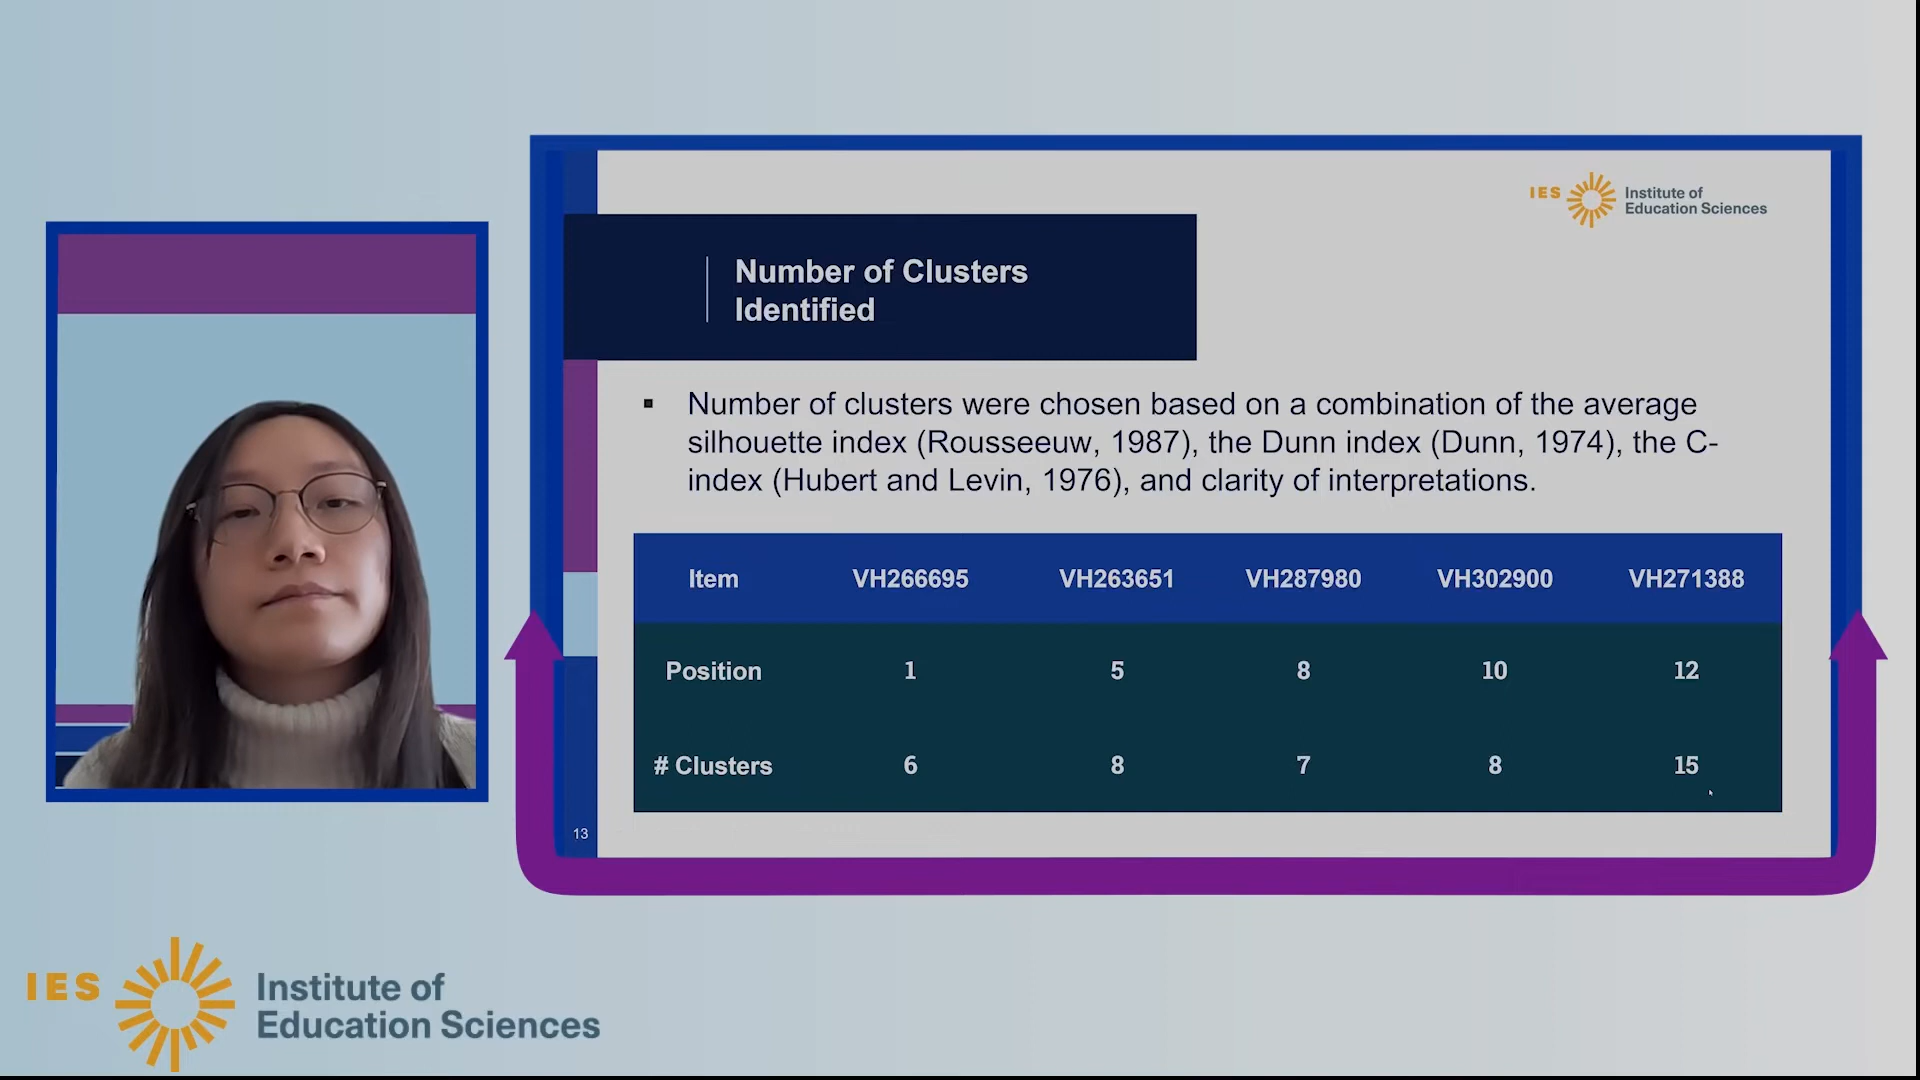 IES Institute of
Education Sciences
Number of Clusters
Identified
▪ Number of clusters were chosen based on a combination of the average
silhouette index (Rousseeuw, 1987), the Dunn index (Dunn, 1974), the C-
index (Hubert and Levin, 1976), and clarity of interpretations.
Item VH266695 VH263651 VH287980 VH302900 VH271388
Position 1 5 8 10 12
# Clusters 6 8 7 8 15
13
IES Institute of
Education Sciences